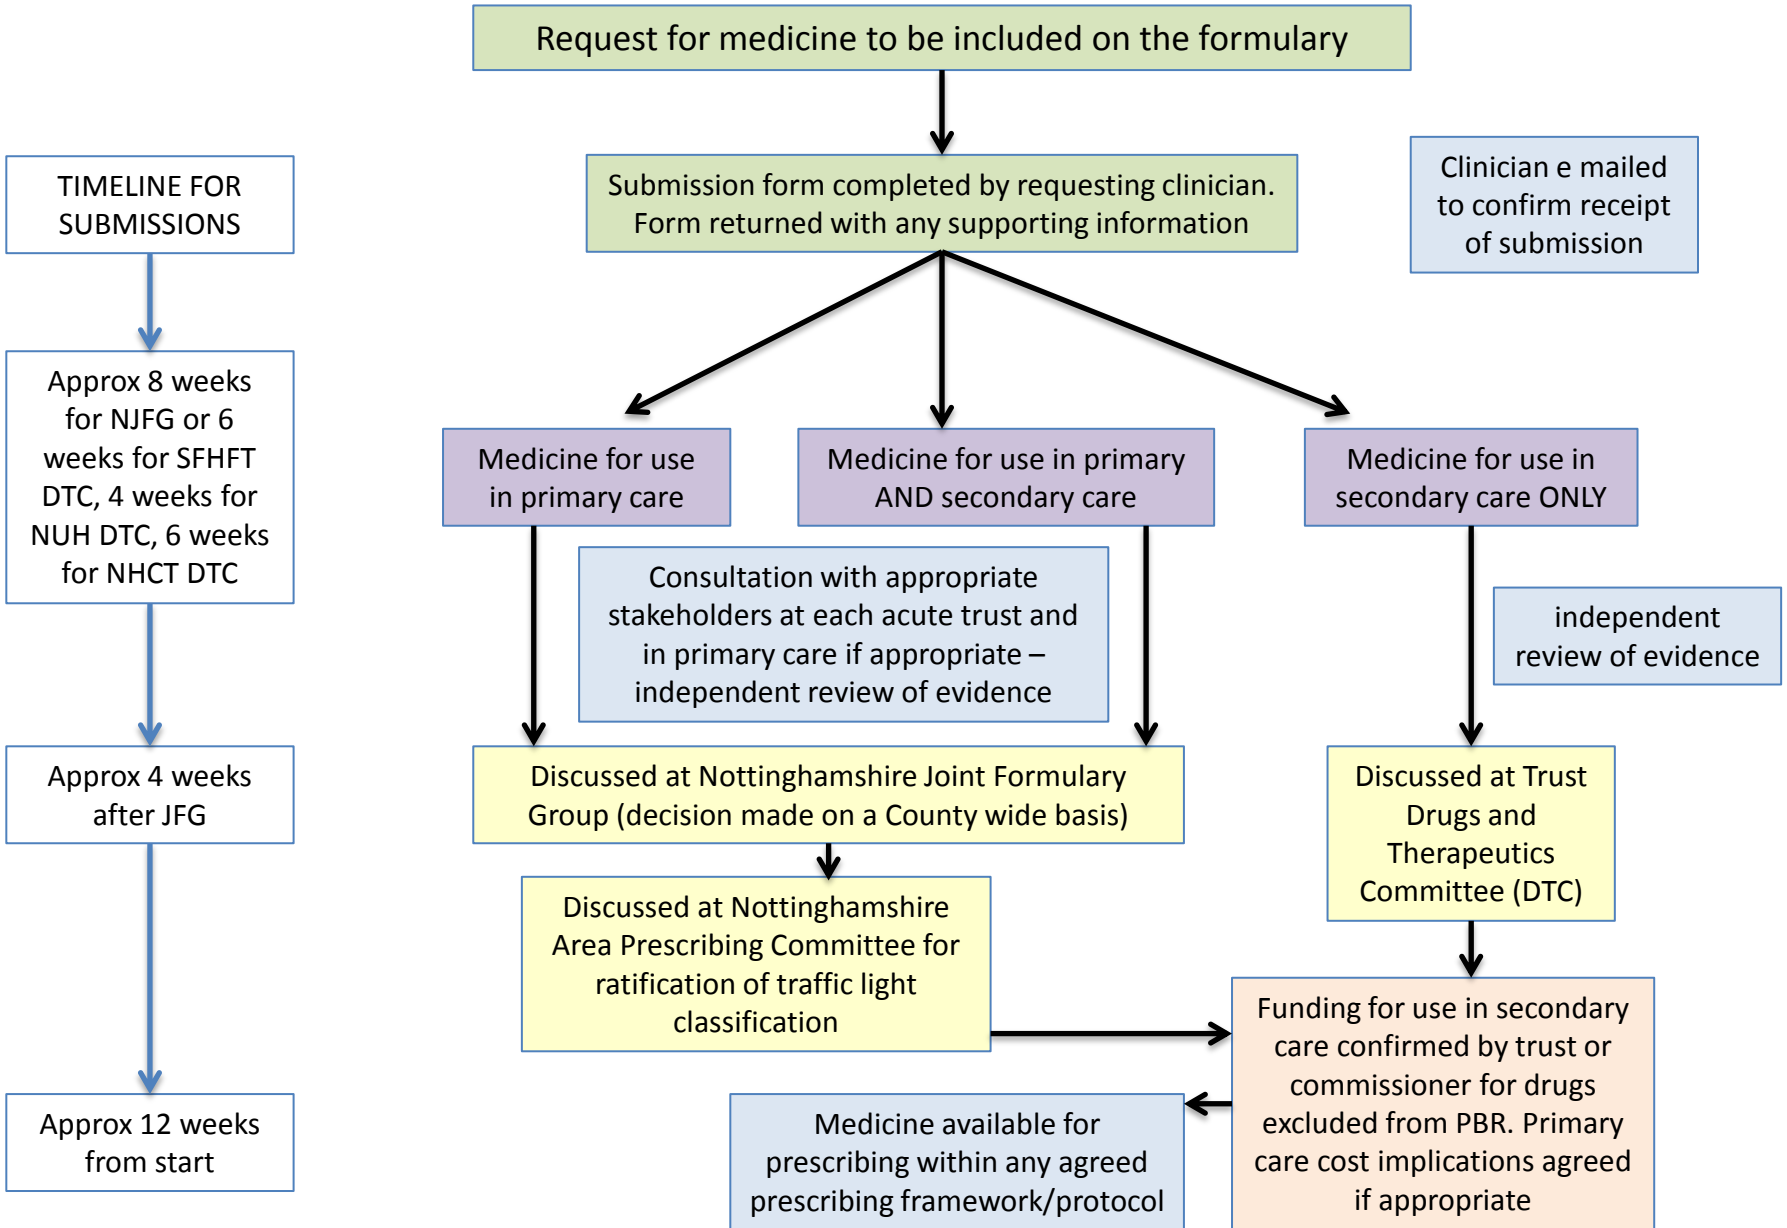 Request for medicine to be included on the formulary
TIMELINE FOR
SUBMISSIONS
Submission form completed by requesting clinician.
Form returned with any supporting information
Clinician e mailed
to confirm receipt
of submission
Approx 8 weeks
for NJFG or 6
weeks for SFHFT
DTC, 4 weeks for
NUH DTC, 6 weeks
for NHCT DTC
Medicine for use
in primary care
Medicine for use in primary
AND secondary care
Medicine for use in
secondary care ONLY
Consultation with appropriate
stakeholders at each acute trust and
in primary care if appropriate –
independent review of evidence
independent
review of evidence
Approx 4 weeks
after JFG
Discussed at Nottinghamshire Joint Formulary
Group (decision made on a County wide basis)
Discussed at Trust
Drugs and
Therapeutics
Committee (DTC)
Discussed at Nottinghamshire
Area Prescribing Committee for
ratification of traffic light
classification
Funding for use in secondary
care confirmed by trust or
commissioner for drugs
excluded from PBR. Primary
care cost implications agreed
if appropriate
Approx 12 weeks
from start
Medicine available for
prescribing within any agreed
prescribing framework/protocol